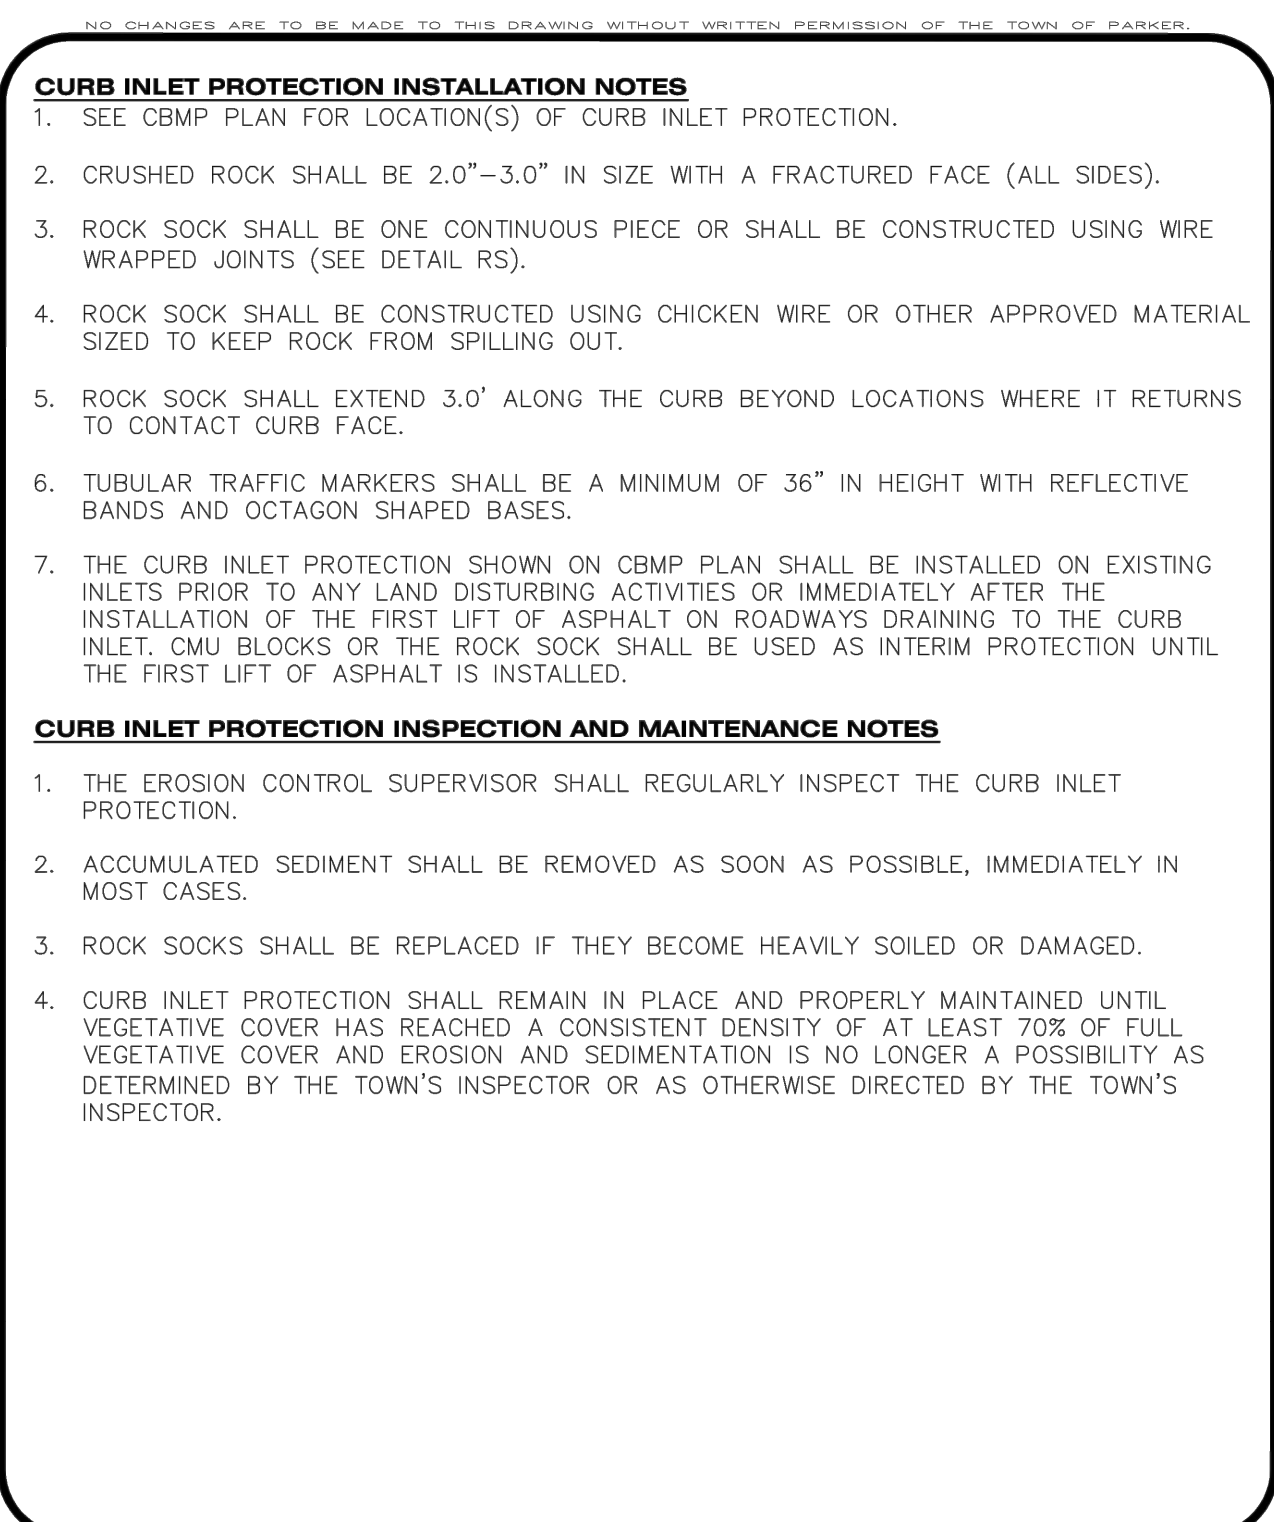 NO CHANGES ARE TO BE MADE TO THIS DRAWING WITHOUT WRITTEN PERMISSION OF THE TOWN OF PARKER.
CURB INLET PROTECTION INSTALLATION NOTES
1. SEE CBMP PLAN FOR LOCATION(S) OF CURB INLET PROTECTION.
2. CRUSHED ROCK SHALL BE 2.0"–3.0" IN SIZE WITH A FRACTURED FACE (ALL SIDES).
3. ROCK SOCK SHALL BE ONE CONTINUOUS PIECE OR SHALL BE CONSTRUCTED USING WIRE
WRAPPED JOINTS (SEE DETAIL RS).
4. ROCK SOCK SHALL BE CONSTRUCTED USING CHICKEN WIRE OR OTHER APPROVED MATERIAL
SIZED TO KEEP ROCK FROM SPILLING OUT.
5. ROCK SOCK SHALL EXTEND 3.0' ALONG THE CURB BEYOND LOCATIONS WHERE IT RETURNS
TO CONTACT CURB FACE.
6. TUBULAR TRAFFIC MARKERS SHALL BE A MINIMUM OF 36" IN HEIGHT WITH REFLECTIVE
BANDS AND OCTAGON SHAPED BASES.
7. THE CURB INLET PROTECTION SHOWN ON CBMP PLAN SHALL BE INSTALLED ON EXISTING
INLETS PRIOR TO ANY LAND DISTURBING ACTIVITIES OR IMMEDIATELY AFTER THE
INSTALLATION OF THE FIRST LIFT OF ASPHALT ON ROADWAYS DRAINING TO THE CURB
INLET. CMU BLOCKS OR THE ROCK SOCK SHALL BE USED AS INTERIM PROTECTION UNTIL
THE FIRST LIFT OF ASPHALT IS INSTALLED.
CURB INLET PROTECTION INSPECTION AND MAINTENANCE NOTES
1. THE EROSION CONTROL SUPERVISOR SHALL REGULARLY INSPECT THE CURB INLET
PROTECTION.
2. ACCUMULATED SEDIMENT SHALL BE REMOVED AS SOON AS POSSIBLE, IMMEDIATELY IN
MOST CASES.
3. ROCK SOCKS SHALL BE REPLACED IF THEY BECOME HEAVILY SOILED OR DAMAGED.
4. CURB INLET PROTECTION SHALL REMAIN IN PLACE AND PROPERLY MAINTAINED UNTIL
VEGETATIVE COVER HAS REACHED A CONSISTENT DENSITY OF AT LEAST 70% OF FULL
VEGETATIVE COVER AND EROSION AND SEDIMENTATION IS NO LONGER A POSSIBILITY AS
DETERMINED BY THE TOWN'S INSPECTOR OR AS OTHERWISE DIRECTED BY THE TOWN'S
INSPECTOR.